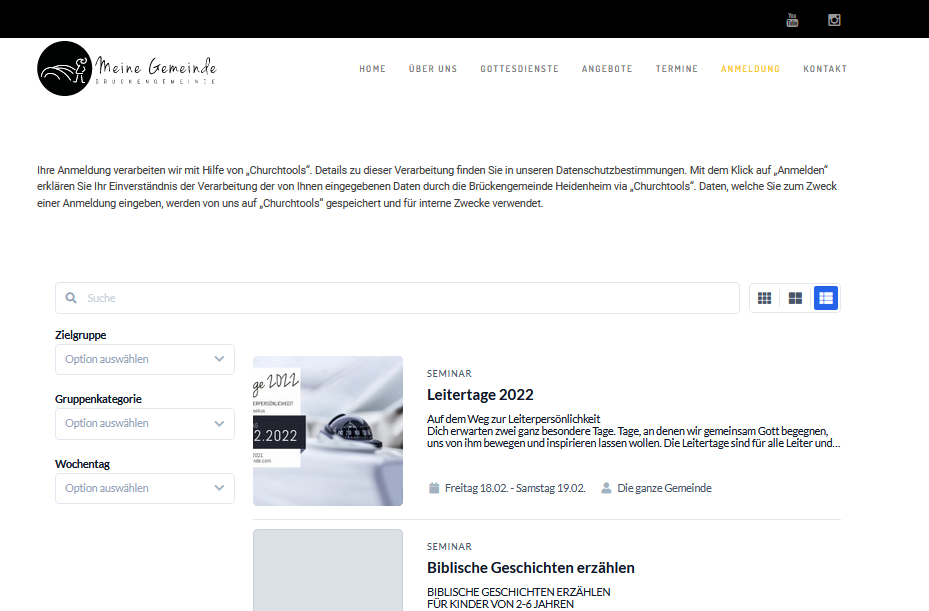 You
Tube
Meine Gemeinde
BRÜCKENGEMEINDE
HOME ÜBER UNS GOTTESDIENSTE ANGEBOTE TERMINE ANMELDUNG KONTAKT
Ihre Anmeldung verarbeiten wir mit Hilfe von „Churchtools“. Details zu dieser Verarbeitung finden Sie in unseren Datenschutzbestimmungen. Mit dem Klick auf „Anmelden“
erklären Sie Ihr Einverständnis der Verarbeitung der von Ihnen eingegebenen Daten durch die Brückengemeinde Heidenheim via „Churchtools“. Daten, welche Sie zum Zweck
einer Anmeldung eingeben, werden von uns auf „Churchtools“ gespeichert und für interne Zwecke verwendet.
Suche
Zielgruppe
Option auswählen
Gruppenkategorie
Option auswählen
Wochentag
Option auswählen
ge 2022
ERPERSÖNLICHKEIT
2.2022
2021
nde.com
SEMINAR
Leitertage 2022
Auf dem Weg zur Leiterpersönlichkeit
Dich erwarten zwei ganz besondere Tage. Tage, an denen wir gemeinsam Gott begegnen,
uns von ihm bewegen und inspirieren lassen wollen. Die Leitertage sind für alle Leiter und...
Freitag 18.02. - Samstag 19.02. Die ganze Gemeinde
SEMINAR
Biblische Geschichten erzählen
BIBLISCHE GESCHICHTEN ERZÄHLEN
FÜR KINDER VON 2-6 JAHREN